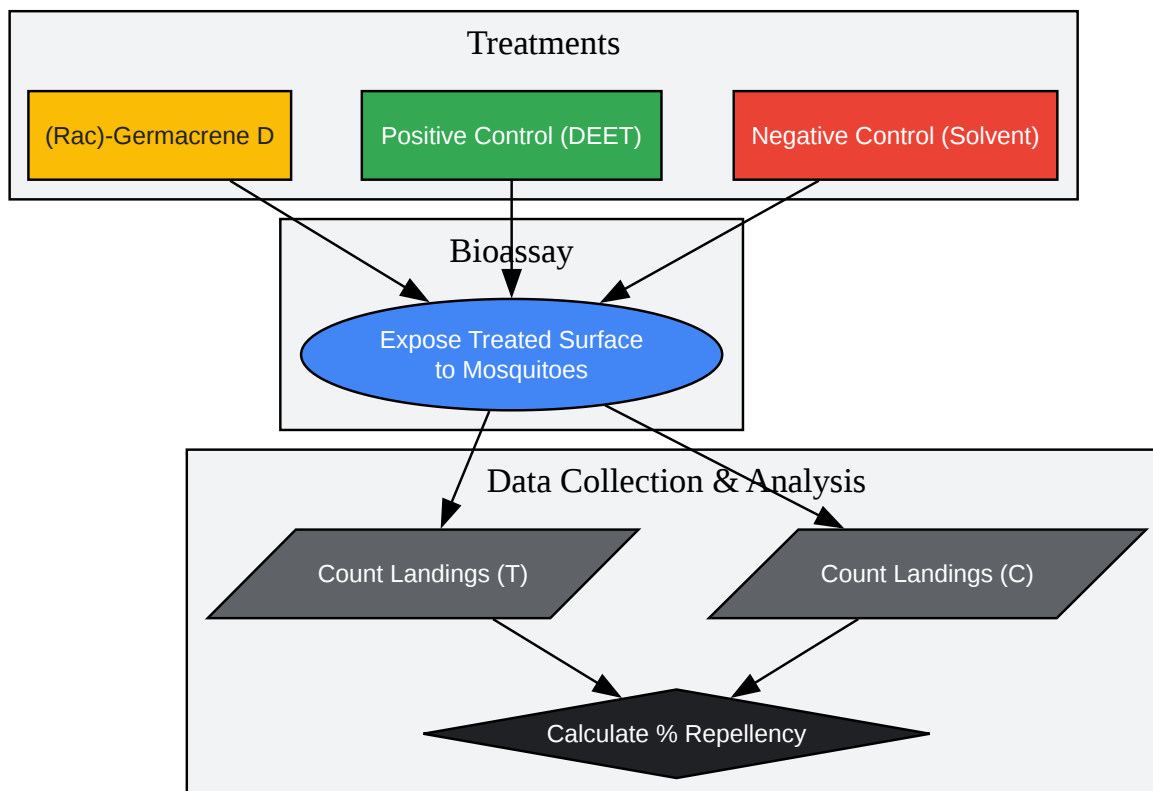 Treatments
(Rac)-Germacrene D
Positive Control (DEET)
Negative Control (Solvent)
Bioassay
Expose Treated Surface
to Mosquitoes
Data Collection & Analysis
Count Landings (T)
Count Landings (C)
Calculate % Repellency